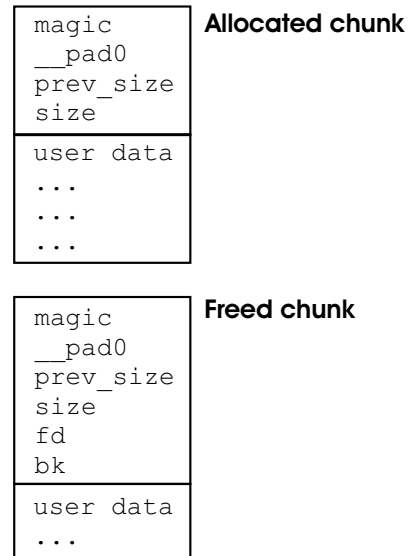 Allocated chunk
magic
__pad0
prev_size
size
user data
...
...
...
Freed chunk
magic
__pad0
prev_size
size
fd
bk
user data
...